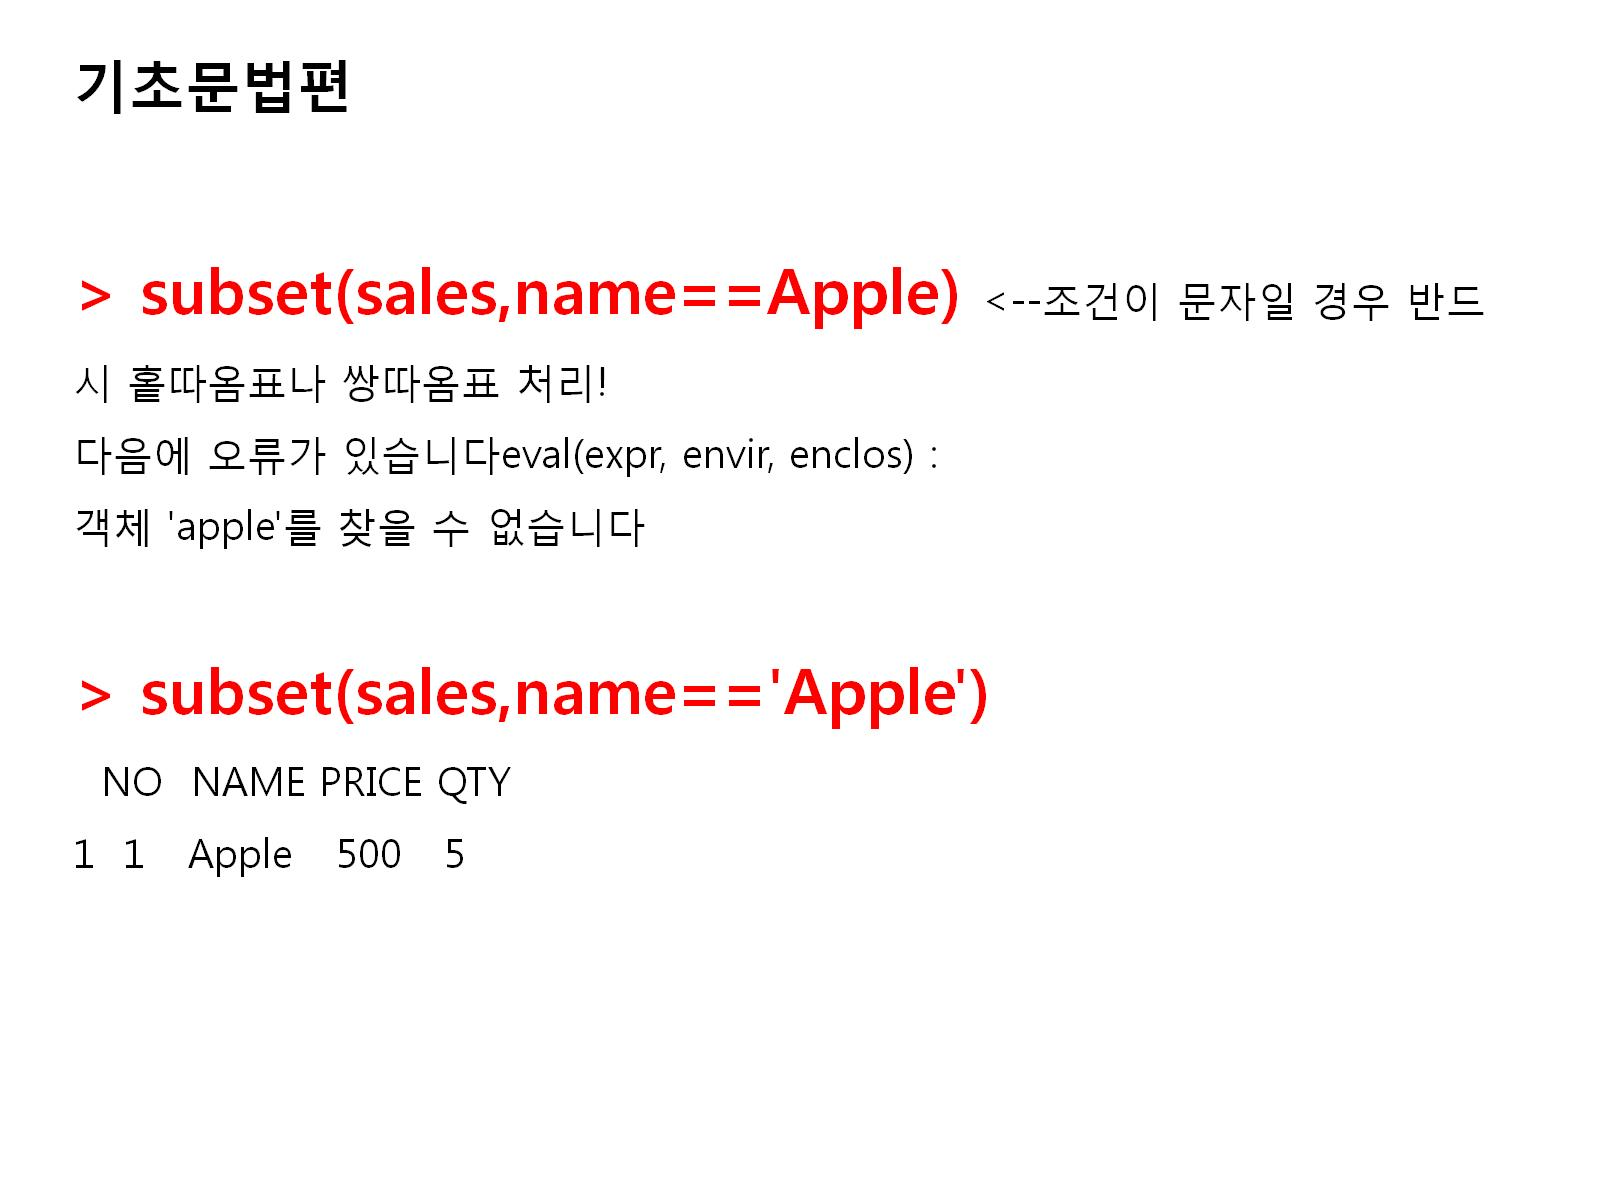 기초문법편
> subset(sales,name==Apple) <--조건이 문자일 경우 반드
시 홑따옴표나 쌍따옴표 처리!
다음에 오류가 있습니다eval(expr, envir, enclos) :
객체 'apple'를 찾을 수 없습니다
> subset(sales,name=='Apple')
NO NAME PRICE QTY
1 1 Apple 500 5